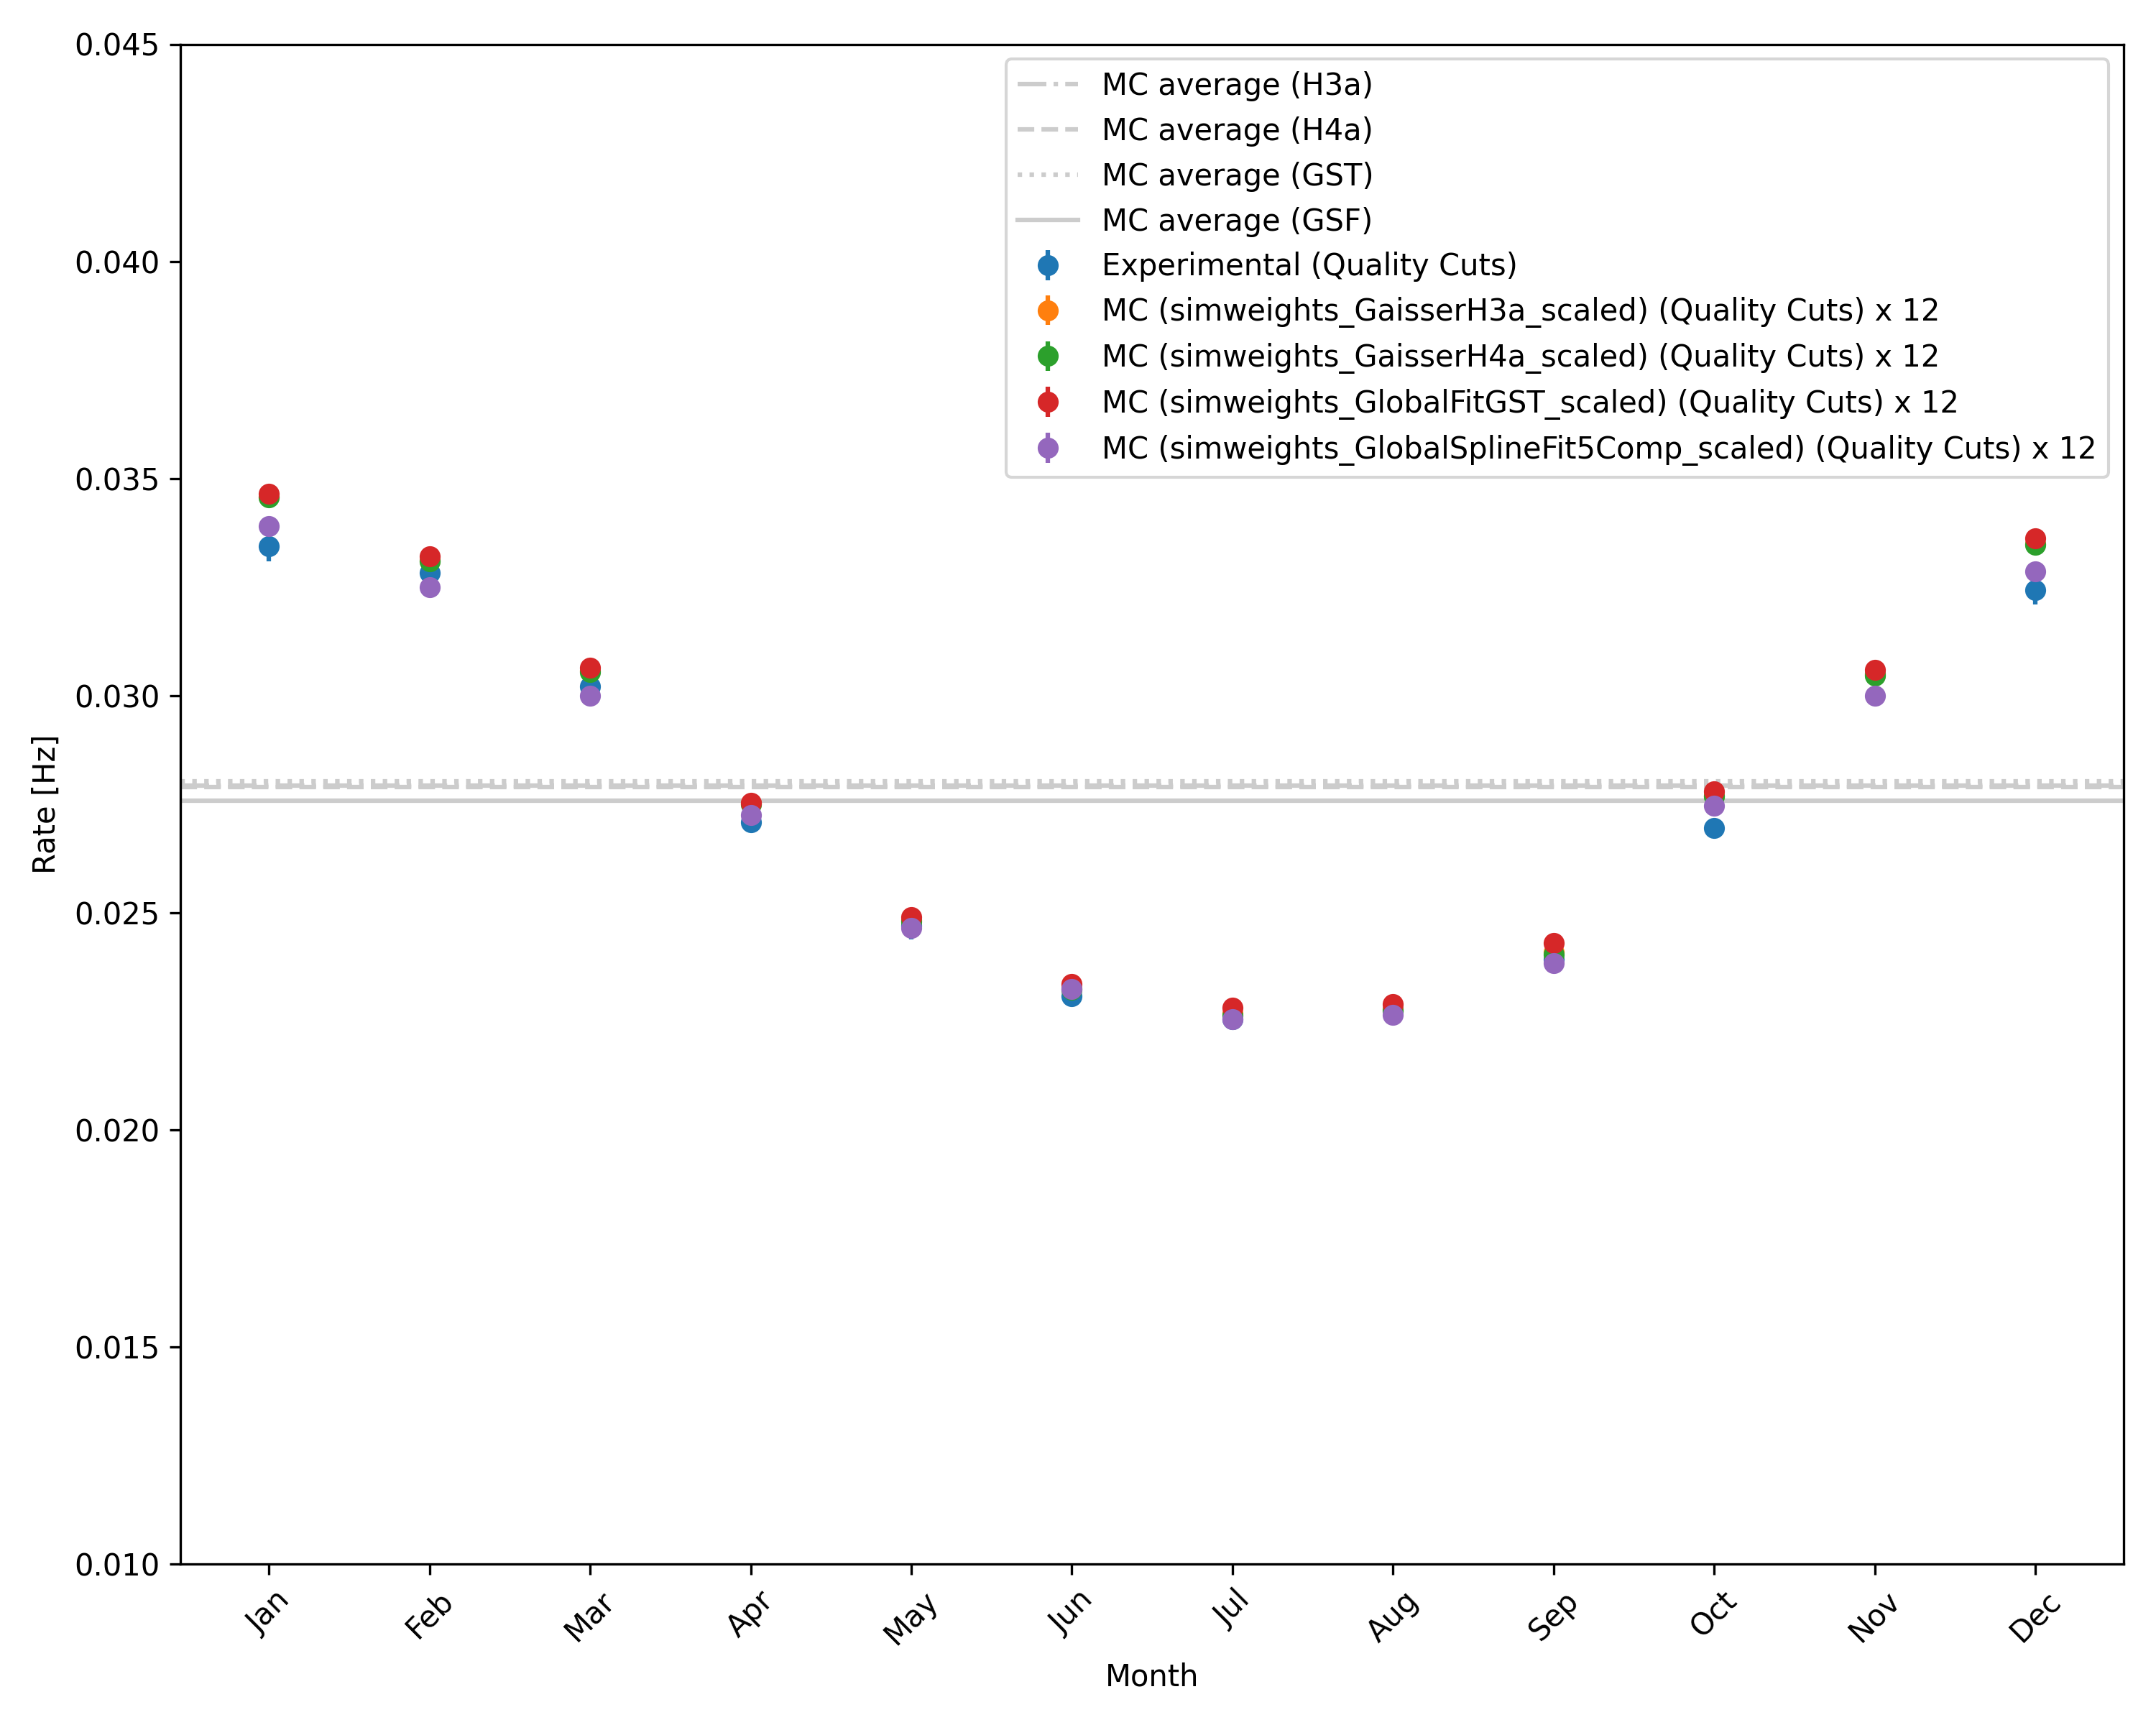 0.045
0.040
0.035
0.030
0.025
0.020
0.015
0.010
Rate [Hz]
MC average (H3a)
MC average (H4a)
MC average (GST)
MC average (GSF)
Experimental (Quality Cuts)
MC (simweights_GaisserH3a_scaled) (Quality Cuts) x 12
MC (simweights_GaisserH4a_scaled) (Quality Cuts) x 12
MC (simweights_GlobalFitGST_scaled) (Quality Cuts) x 12
MC (simweights_GlobalSplineFit5Comp_scaled) (Quality Cuts) x 12
Jan Feb Mar Apr May Jun Jul Aug Sep Oct Nov Dec
Month